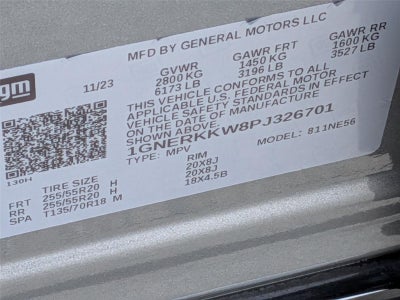 MFD BY GENERAL MOTORS LLC
gm 11/23 GVWR GAWR FRT GAWR RR
2800 KG 1450 KG 1600 KG
6173 LB 3196 LB 3527 LB
THIS VEHICLE CONFORMS TO ALL
APPLICABLE U.S. FEDERAL MOTOR
VEHICLE SAFETY STANDARDS IN EFFECT
ON THE DATE OF MANUFACTURE
SHOWN ABOVE.
1GNERKKW8PJ326701
TYPE: MPV MODEL: 811NE56
130H
TIRE SIZE RIM
FRT 255/55R20 H 20X8J
RR 255/55R20 H 20X8J
SPA T135/70R18 M 18X4.5B